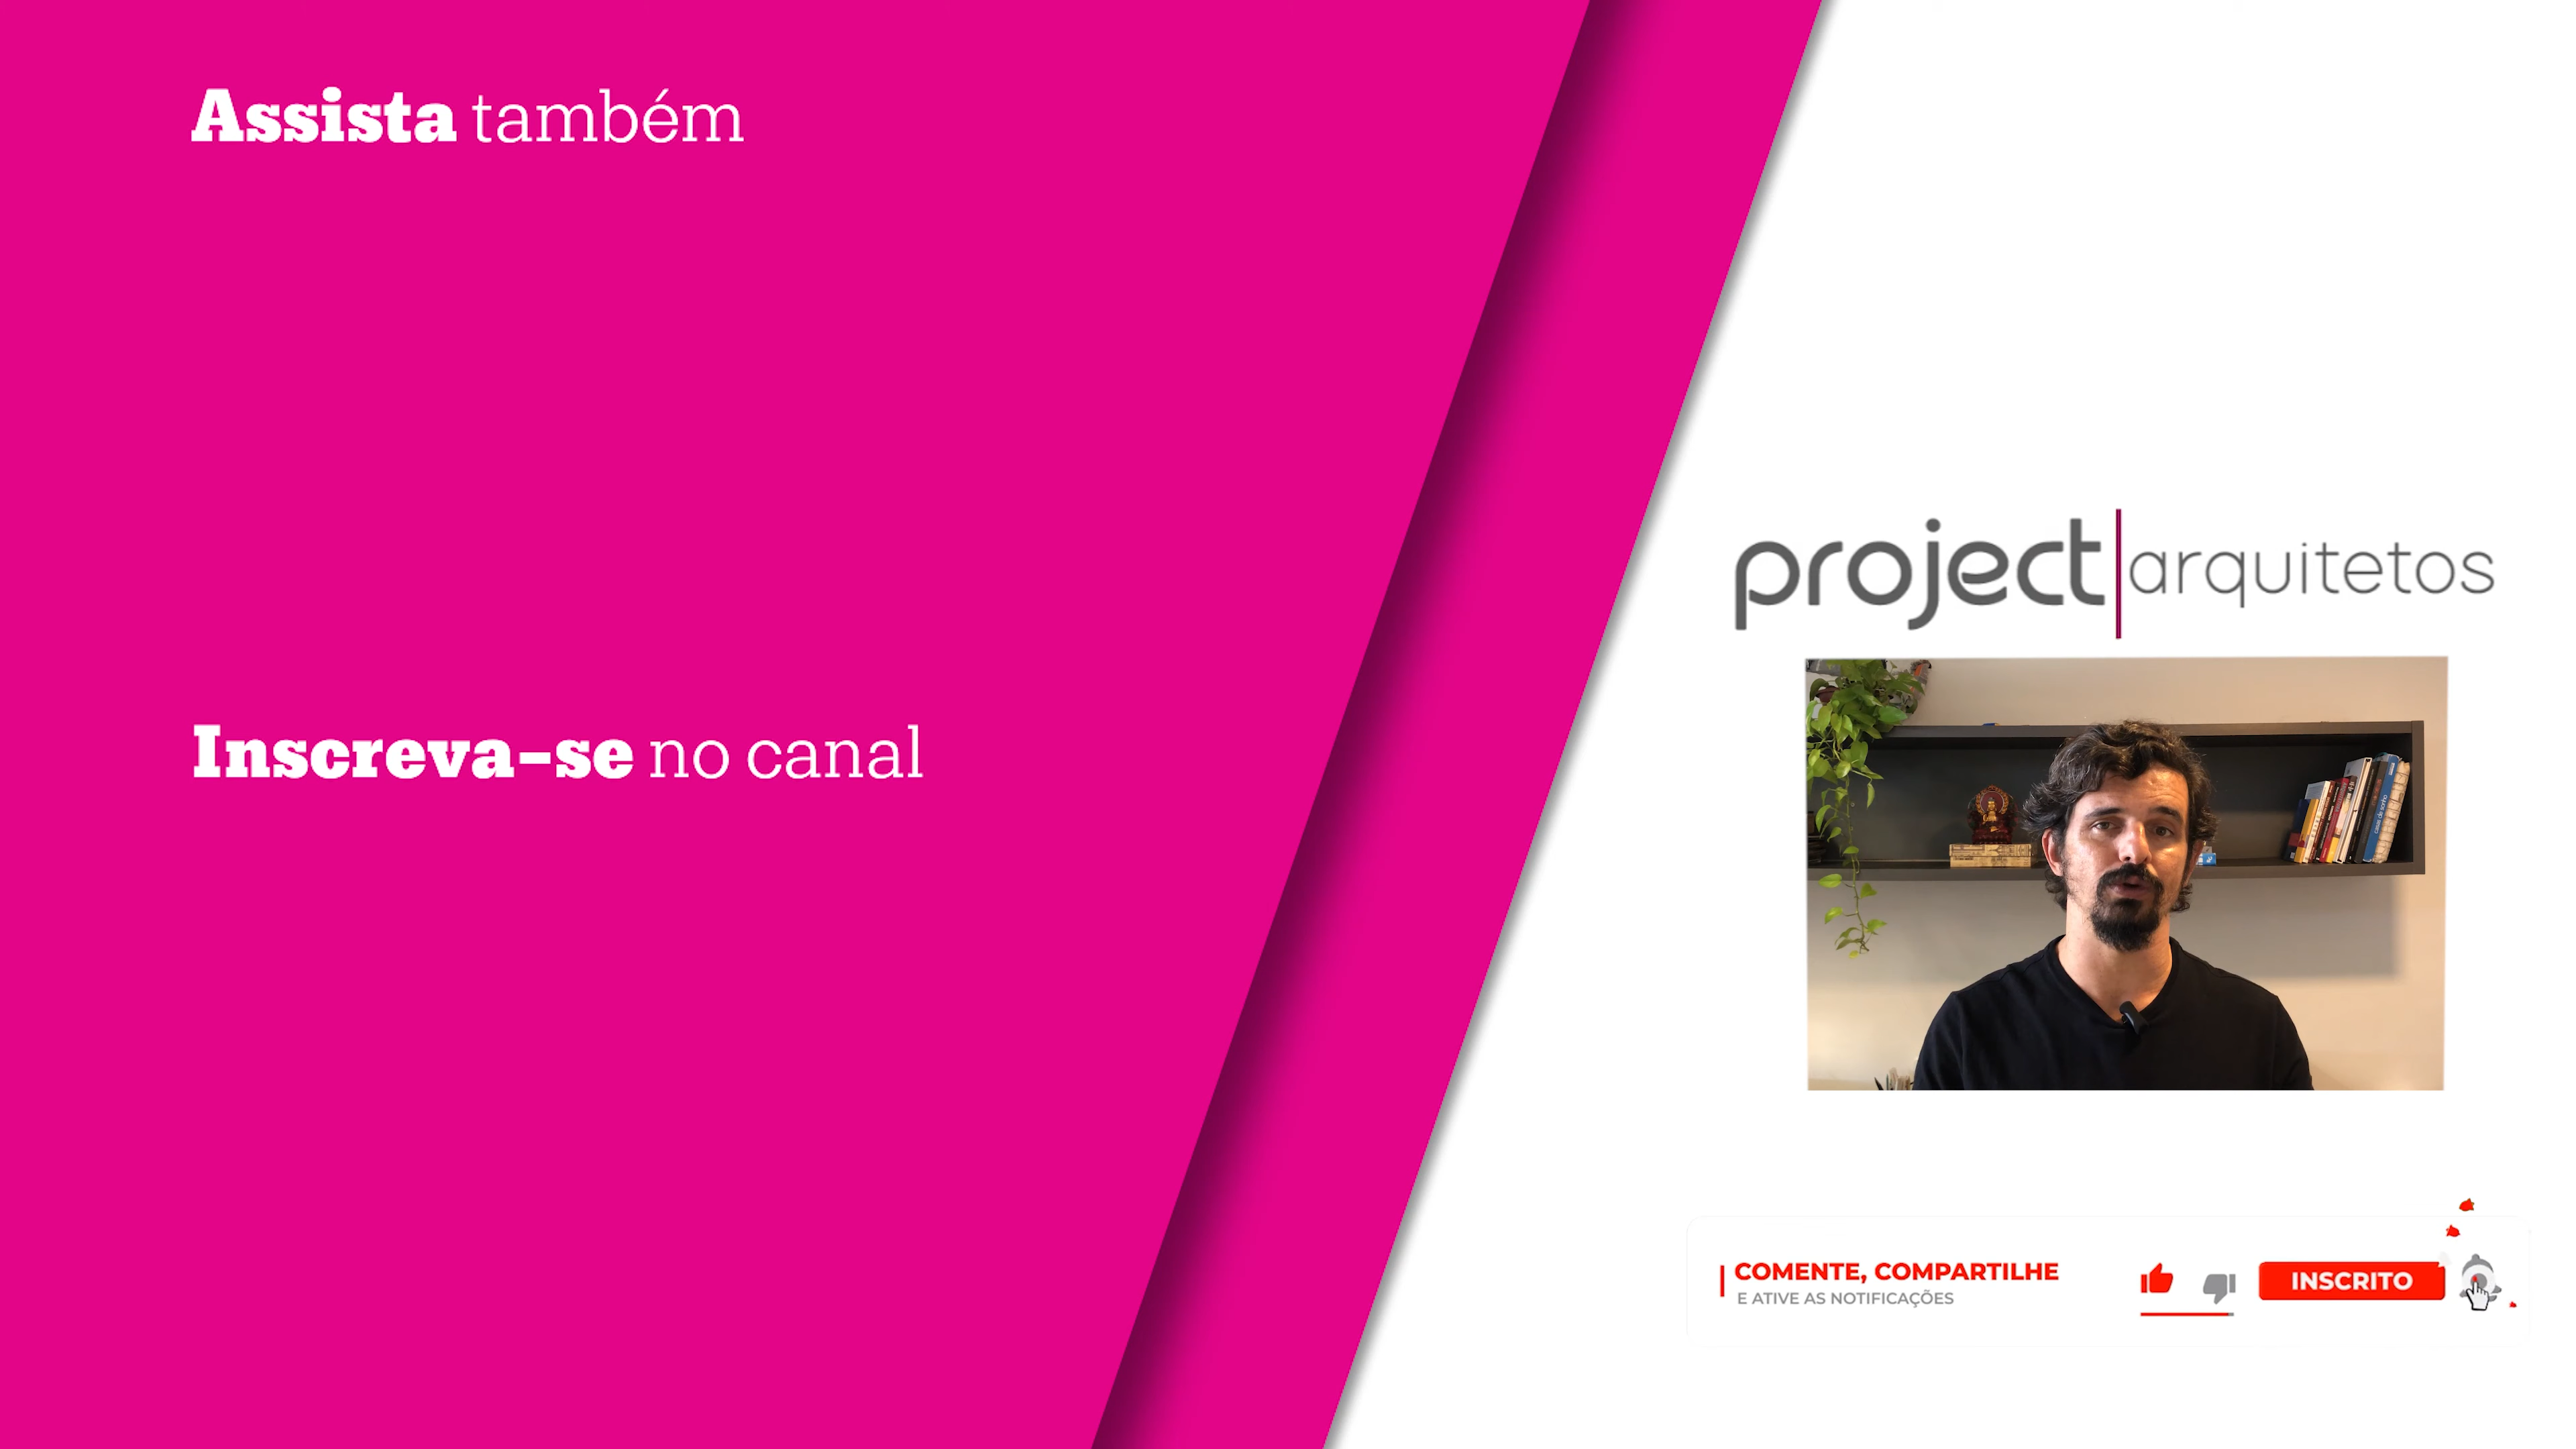 Assista também
Inscreva-se no canal
project arquitetos
COMENTE, COMPARTILHE
E ATIVE AS NOTIFICAÇÕES
INSCRITO